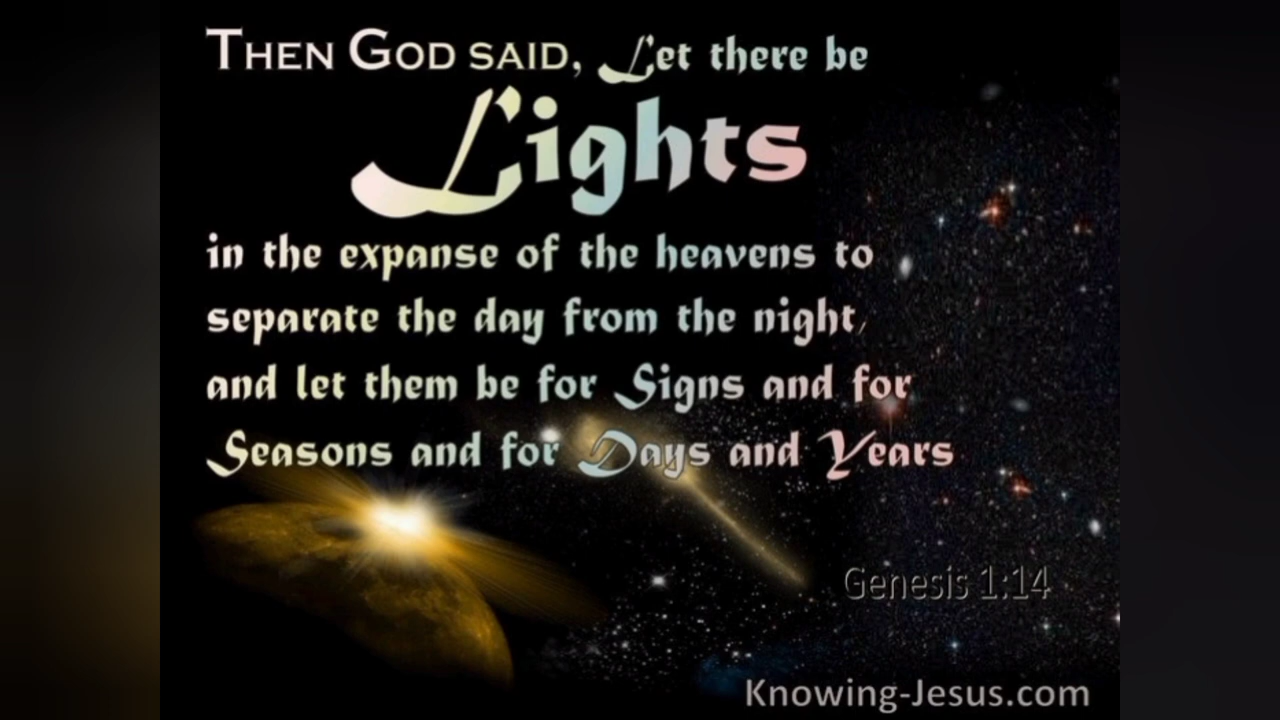 THEN GOD SAID, Let there be
Lights
in the expanse of the heavens to
separate the day from the night,
and let them be for Signs and for
Seasons and for Days and Years
Genesis 1:14
Knowing-Jesus.com